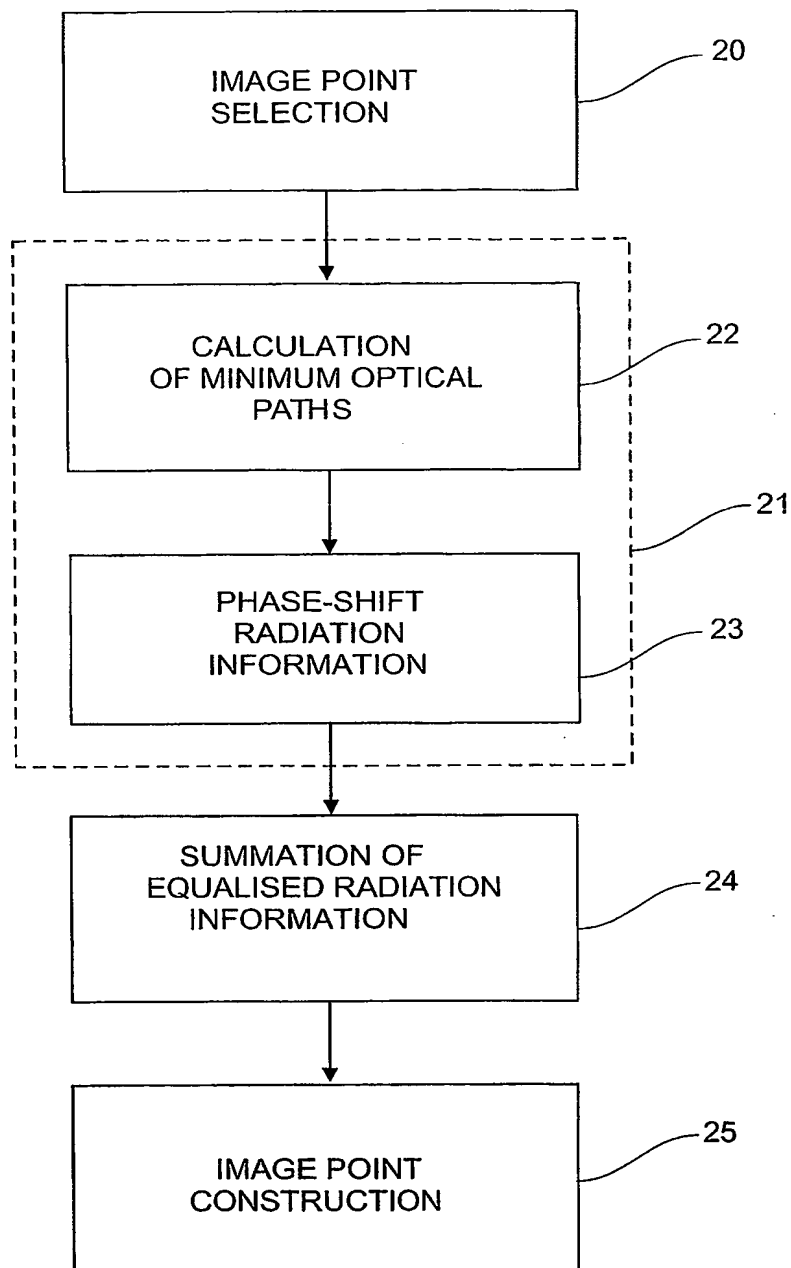 IMAGE POINT
SELECTION
20
CALCULATION
OF MINIMUM OPTICAL
PATHS
22
21
PHASE-SHIFT
RADIATION
INFORMATION
23
SUMMATION OF
EQUALISED RADIATION
INFORMATION
24
IMAGE POINT
CONSTRUCTION
25